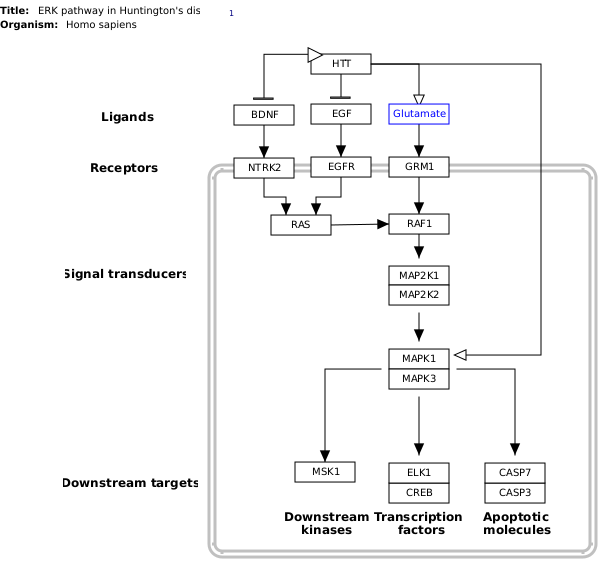 Title: ERK pathway in Huntington's dis 1
Organism: Homo sapiens
HTT
Ligands
BDNF
EGF
Glutamate
Receptors
NTRK2
EGFR
GRM1
RAS
RAF1
Signal transducers
MAP2K1
MAP2K2
MAPK1
MAPK3
Downstream targets
MSK1
ELK1
CREB
CASP7
CASP3
Downstream
kinases
Transcription
factors
Apoptotic
molecules